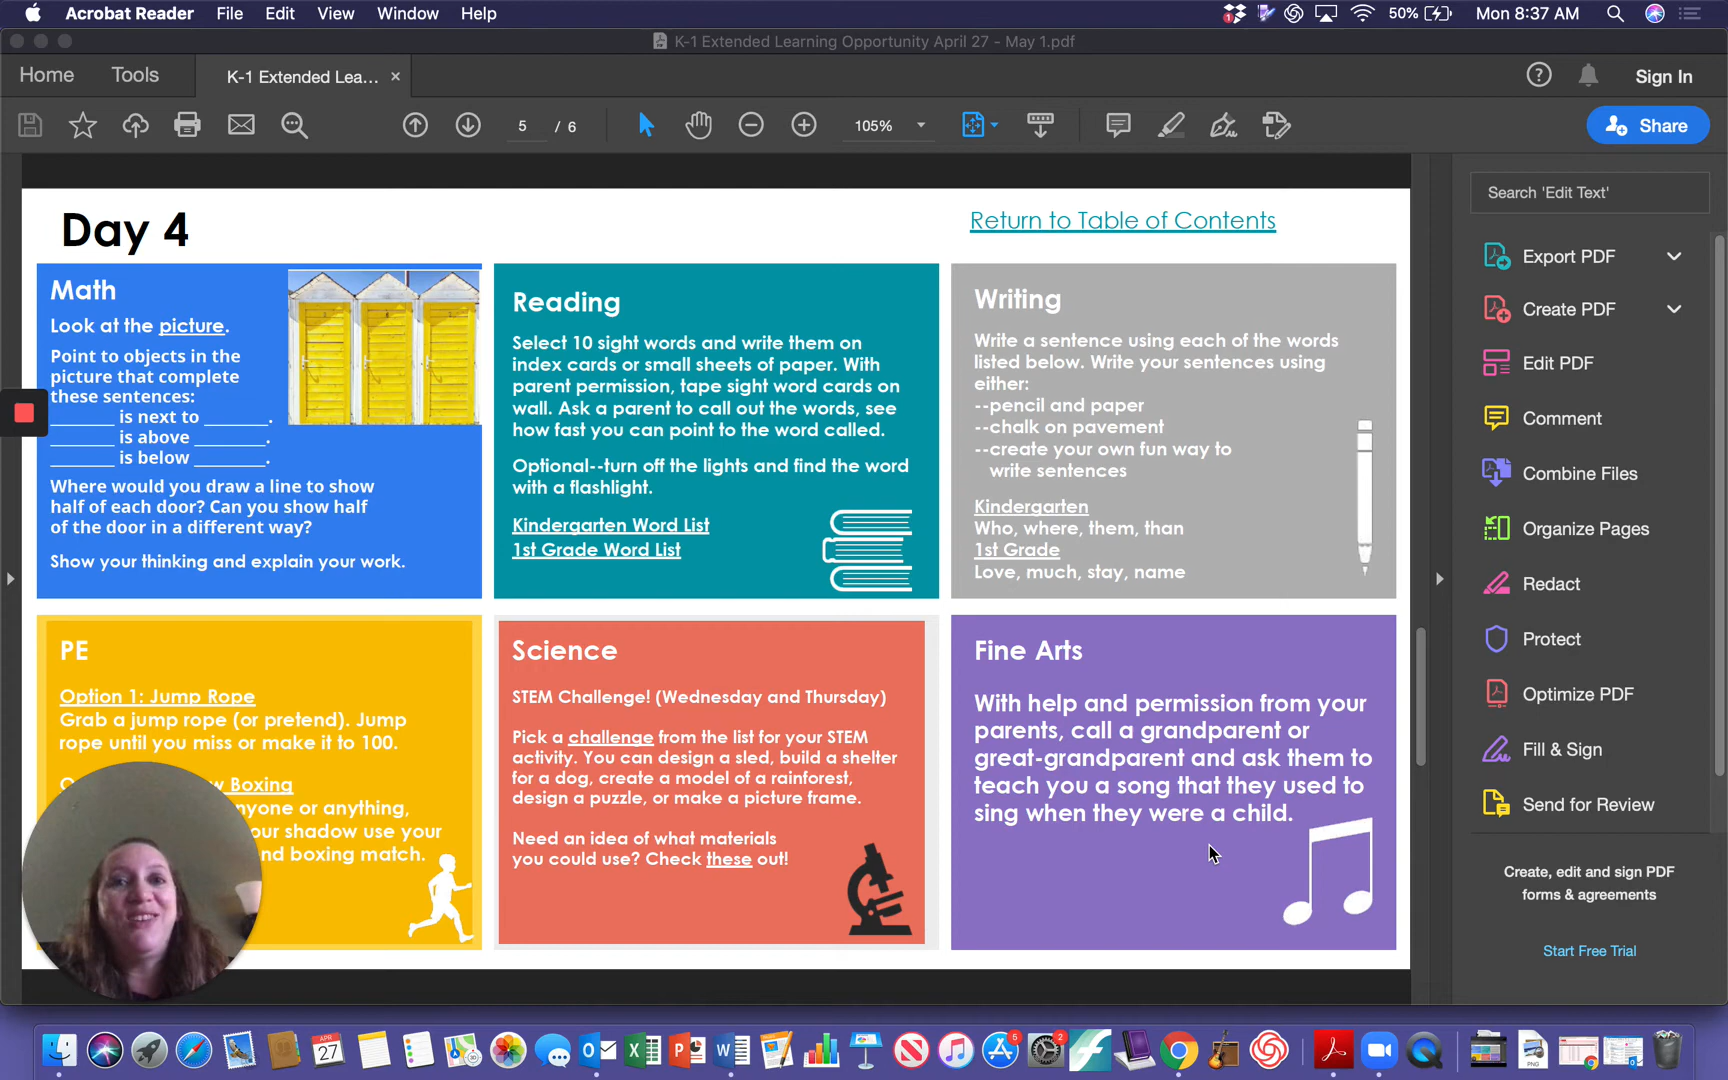 Acrobat Reader File Edit View Window Help
1
50% Mon 8:37 AM
K-1 Extended Learning Opportunity April 27 - May 1.pdf
Home Tools K-1 Extended Lea... × Sign In
5 / 6 105% Share
Day 4
Return to Table of Contents
Math
Look at the picture.
Point to objects in the
picture that complete
these sentences:
_______ is next to _______.
_______ is above ________.
_______ is below ________.
Where would you draw a line to show
half of each door? Can you show half
of the door in a different way?
Show your thinking and explain your work.
Reading
Select 10 sight words and write them on
index cards or small sheets of paper. With
parent permission, tape sight word cards on
wall. Ask a parent to call out the words, see
how fast you can point to the word called.
Optional--turn off the lights and find the word
with a flashlight.
Kindergarten Word List
1st Grade Word List
Writing
Write a sentence using each of the words
listed below. Write your sentences using
either:
--pencil and paper
--chalk on pavement
--create your own fun way to
write sentences
Kindergarten
Who, where, them, than
1st Grade
Love, much, stay, name
PE
Option 1: Jump Rope
Grab a jump rope (or pretend). Jump
rope until you miss or make it to 100.
Boxing
nyone or anything,
our shadow use your
nd boxing match.
Science
STEM Challenge! (Wednesday and Thursday)
Pick a challenge from the list for your STEM
activity. You can design a sled, build a shelter
for a dog, create a model of a rainforest,
design a puzzle, or make a picture frame.
Need an idea of what materials
you could use? Check these out!
Fine Arts
With help and permission from your
parents, call a grandparent or
great-grandparent and ask them to
teach you a song that they used to
sing when they were a child.
Search 'Edit Text'
Export PDF
Create PDF
Edit PDF
Comment
Combine Files
Organize Pages
Redact
Protect
Optimize PDF
Fill & Sign
Send for Review
Create, edit and sign PDF
forms & agreements
Start Free Trial
APR
27
5
2